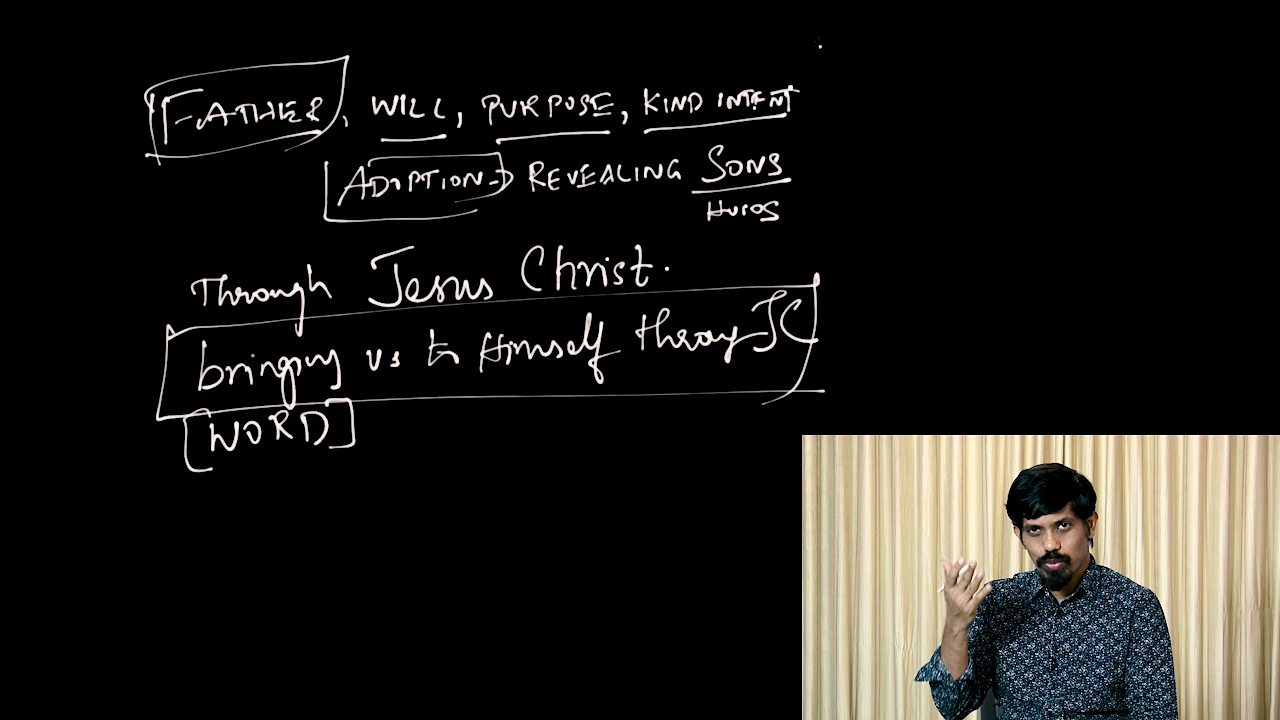 FATHER, WILL, PURPOSE, KIND INTENT
ADOPTION → REVEALING SONS
Huios
Through Jesus Christ.
bringing us to Himself through JC
[WORD]